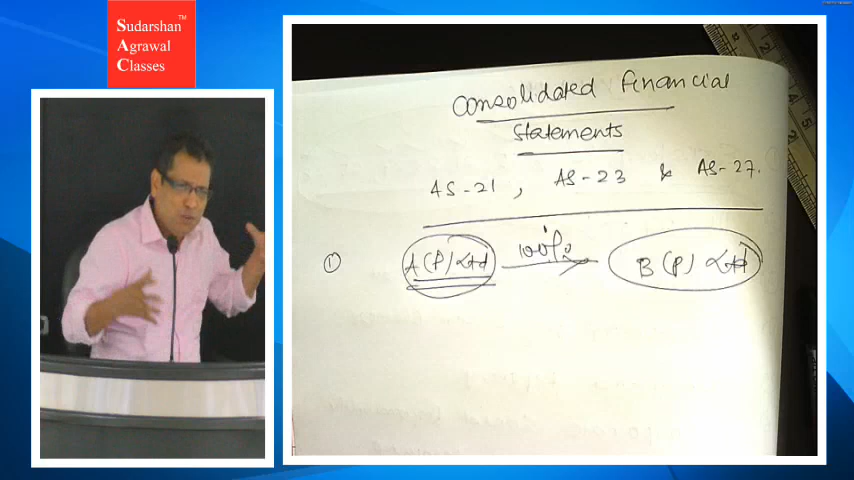 Sudarshan™
Agrawal
Classes
Consolidated Financial
Statements
AS-21, AS-23 & AS-27.
① A (P) Ltd 100% B (P) Ltd